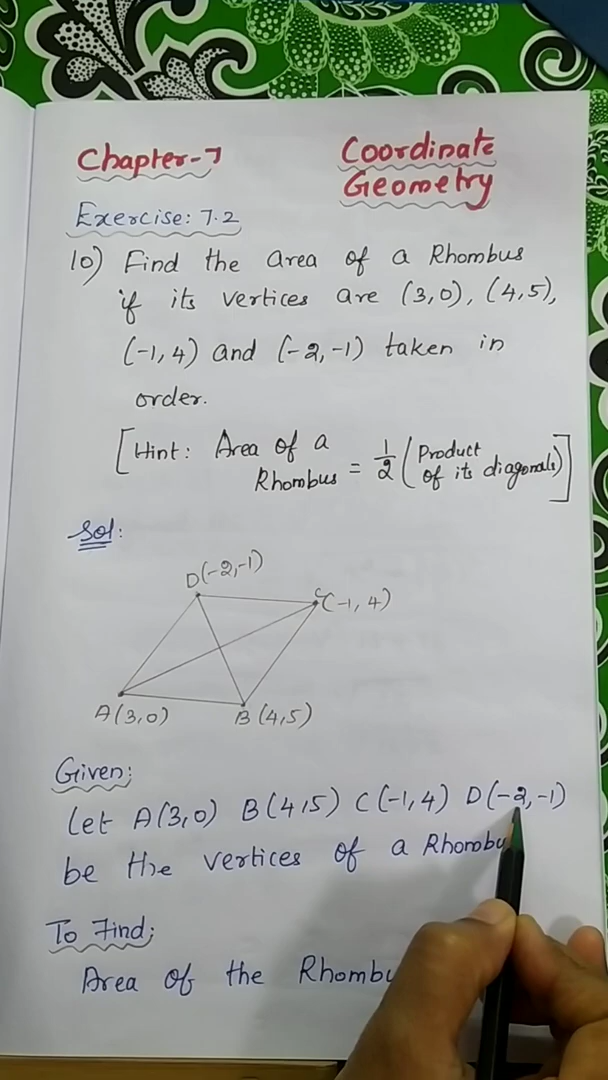 Chapter-7 Coordinate
Geometry
Exercise: 7.2
10) Find the area of a Rhombus
if its vertices are (3,0), (4,5),
(-1,4) and (-2,-1) taken in
order.
[Hint: Area of a
Rhombus = 1/2 (Product
of its diagonals)]
Sol:
D(-2,-1)
C(-1,4)
A(3,0) B(4,5)
Given:
Let A(3,0) B(4,5) C(-1,4) D(-2,-1)
be the vertices of a Rhombu
To Find:
Area of the Rhombu